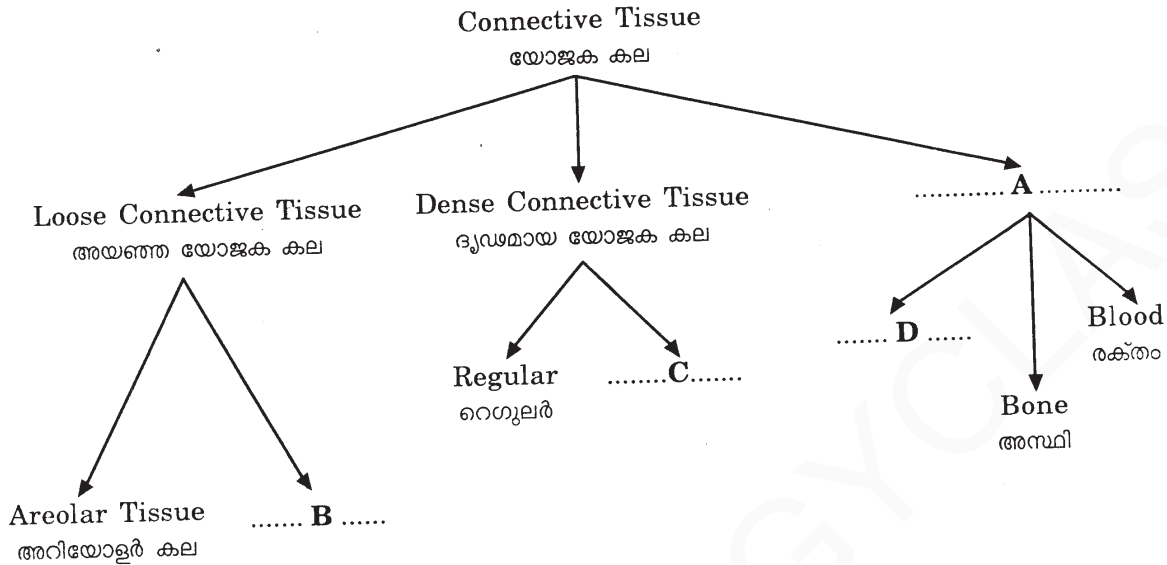 Connective Tissue
യോജക കല
Loose Connective Tissue
അയഞ്ഞ യോജക കല
Dense Connective Tissue
ദൃഢമായ യോജക കല
............ A ...........
Areolar Tissue
അറിയോളർ കല
....... B ......
Regular
റെഗുലർ
........C.......
....... D ......
Bone
അസ്ഥി
Blood
രക്തം